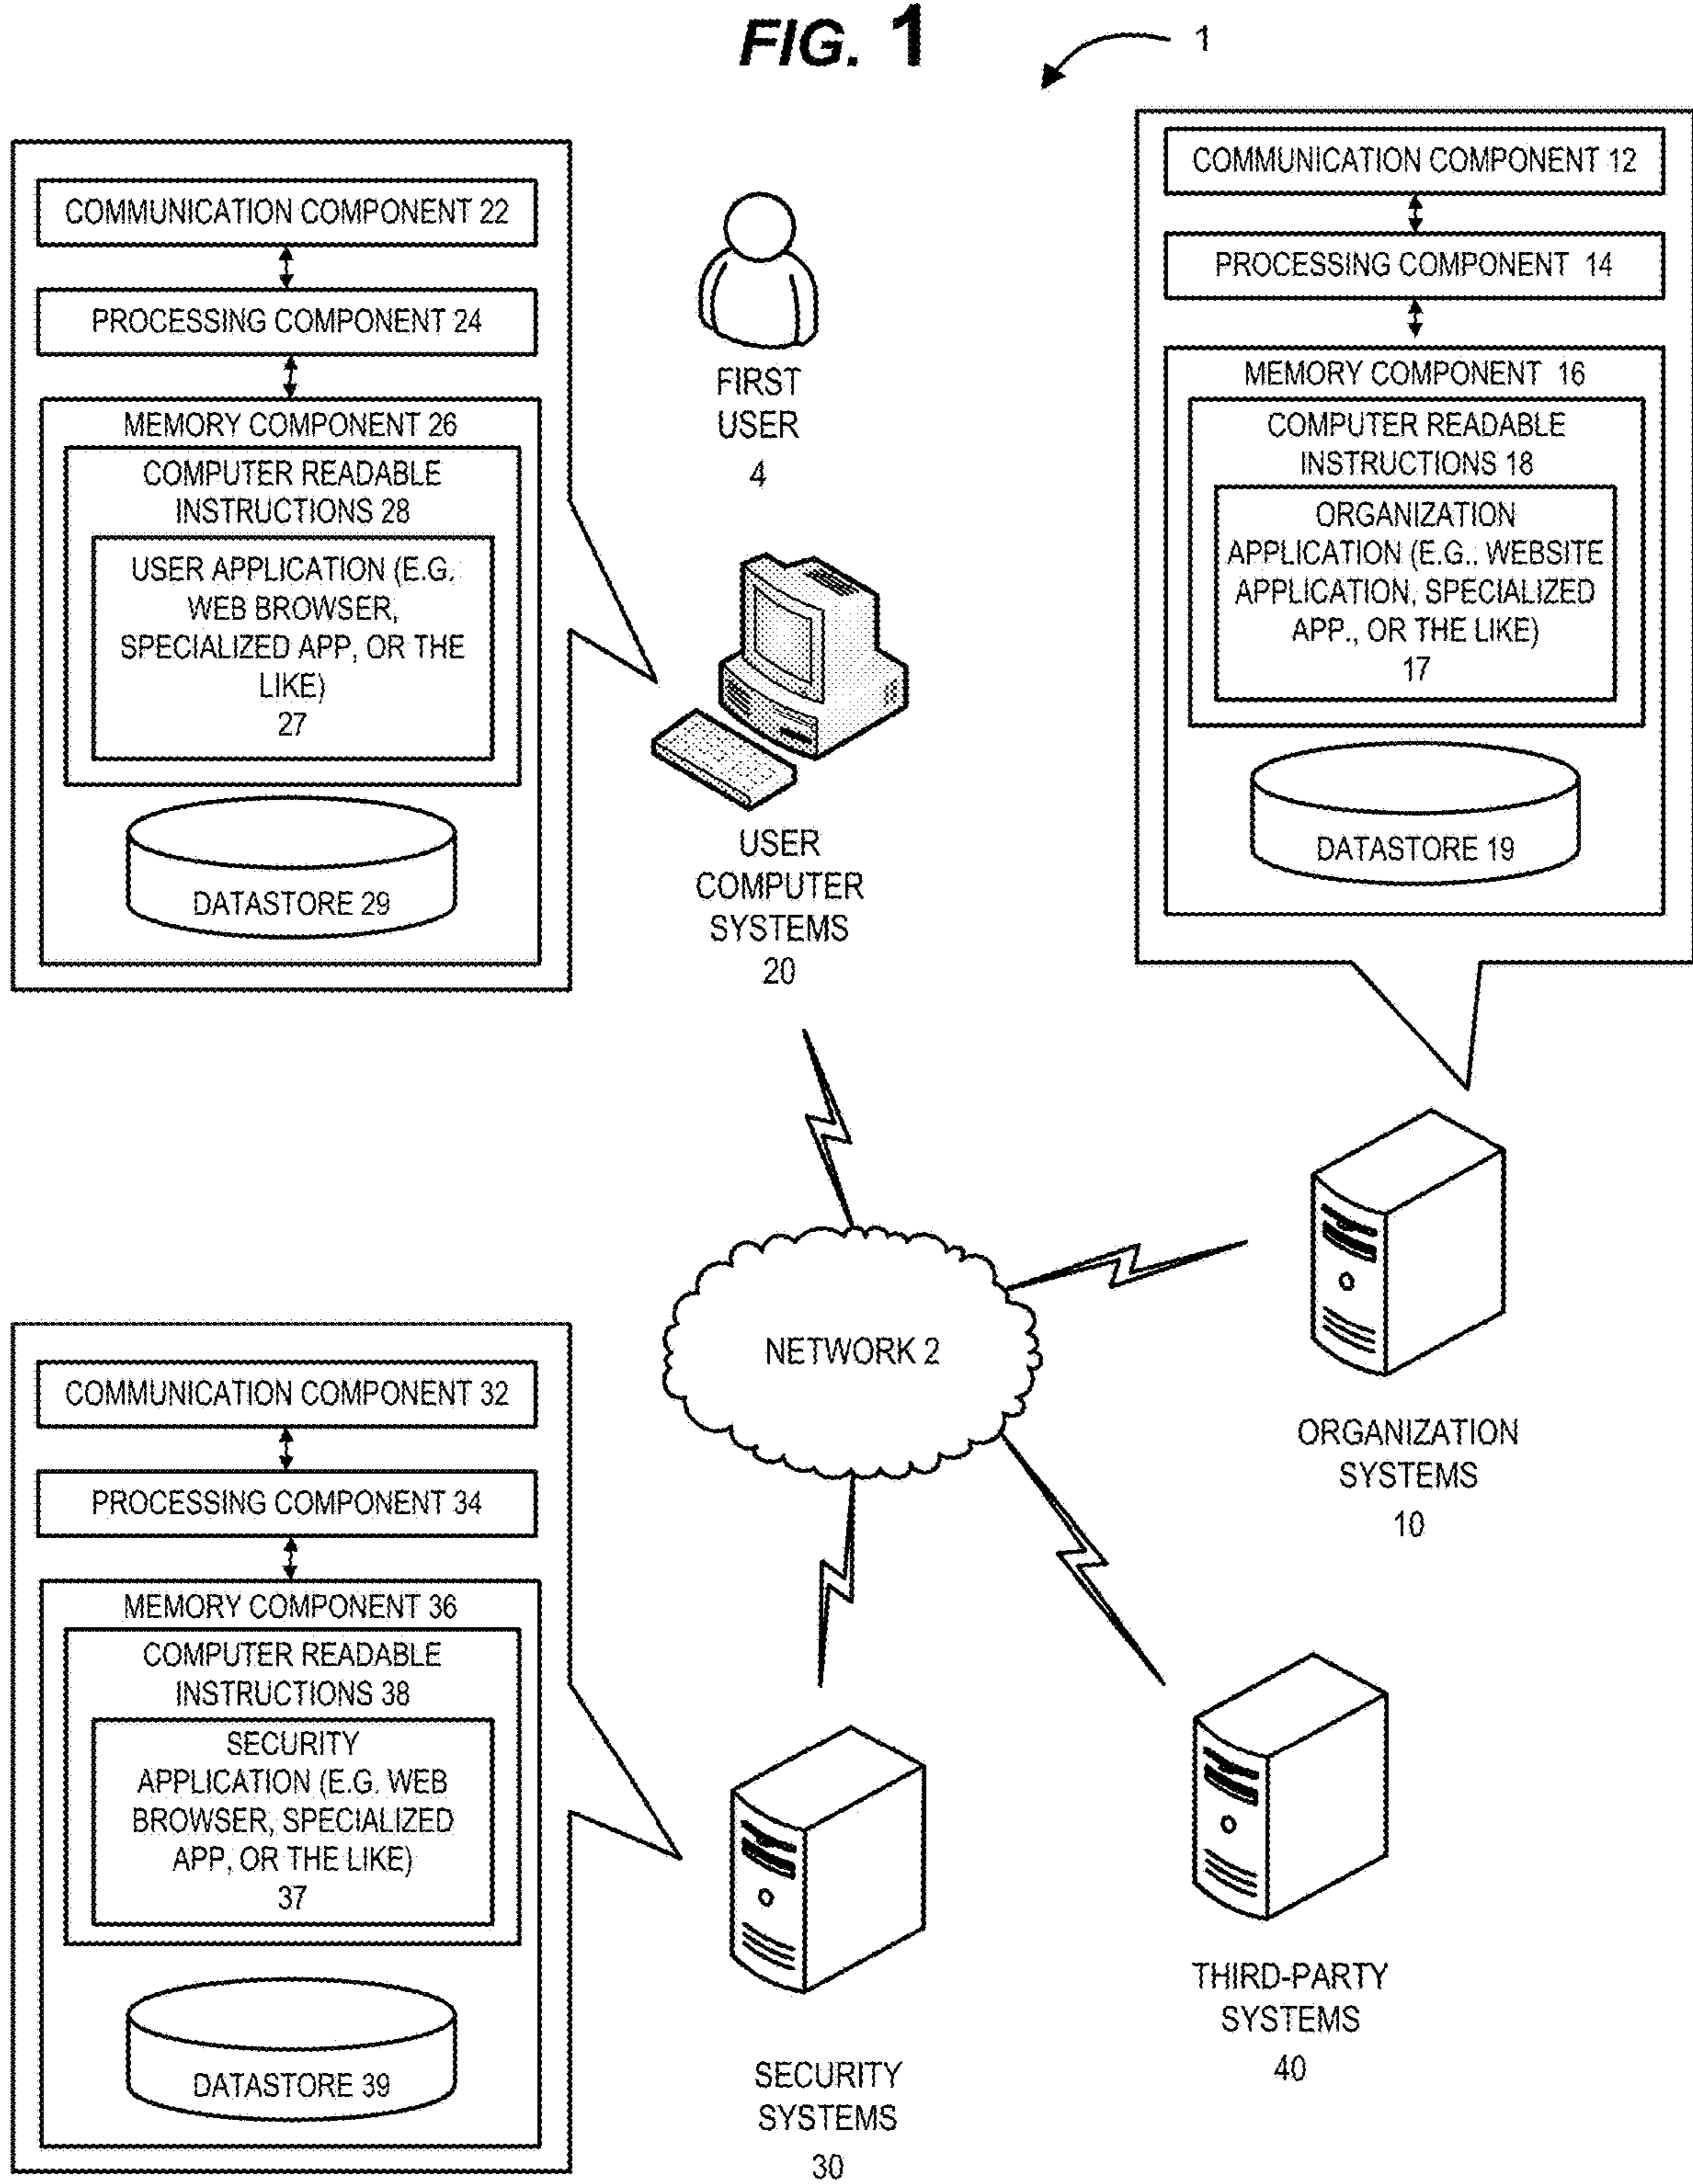 FIG. 1
1
COMMUNICATION COMPONENT 22
PROCESSING COMPONENT 24
MEMORY COMPONENT 26
COMPUTER READABLE
INSTRUCTIONS 28
USER APPLICATION (E.G.
WEB BROWSER,
SPECIALIZED APP, OR THE
LIKE)
27
DATASTORE 29
FIRST
USER
4
USER
COMPUTER
SYSTEMS
20
COMMUNICATION COMPONENT 12
PROCESSING COMPONENT 14
MEMORY COMPONENT 16
COMPUTER READABLE
INSTRUCTIONS 18
ORGANIZATION
APPLICATION (E.G., WEBSITE
APPLICATION, SPECIALIZED
APP., OR THE LIKE)
17
DATASTORE 19
NETWORK 2
ORGANIZATION
SYSTEMS
10
COMMUNICATION COMPONENT 32
PROCESSING COMPONENT 34
MEMORY COMPONENT 36
COMPUTER READABLE
INSTRUCTIONS 38
SECURITY
APPLICATION (E.G. WEB
BROWSER, SPECIALIZED
APP, OR THE LIKE)
37
DATASTORE 39
SECURITY
SYSTEMS
30
THIRD-PARTY
SYSTEMS
40